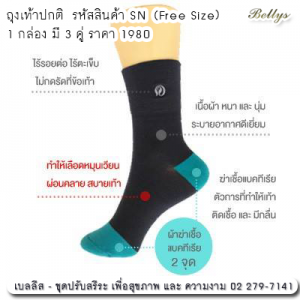 ถุงเท้าปกติ รหัสสินค้า SN (Free Size)
1 กล่อง มี 3 คู่ ราคา 1980
Bellys
ไร้รอยต่อ ไร้ตะเข็บ
ไม่กดรัดที่ข้อเท้า
เนื้อผ้า หนา และ นุ่ม
ระบายอากาศดีเยี่ยม
ทำให้เลือดหมุนเวียน
ผ่อนคลาย สบายเท้า
ฆ่าเชื้อแบคทีเรีย
ตัวการที่ทำให้เท้า
ติดเชื้อ และ มีกลิ่น
ผ้าฆ่าเชื้อ
แบคทีเรีย
2 จุด
เบลลีส - ชุดปรับสรีระ เพื่อสุขภาพ และ ความงาม 02 279-7141